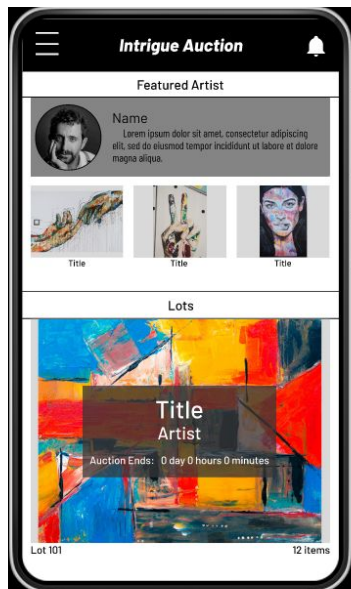 Intrigue Auction
Featured Artist
Name
Lorem ipsum dolor sit amet, consectetur adipiscing
elit, sed do eiusmod tempor incididunt ut labore et dolore
magna aliqua.
Title
Title
Title
Lots
Title
Artist
Auction Ends: 0 day 0 hours 0 minutes
Lot 101
12 items